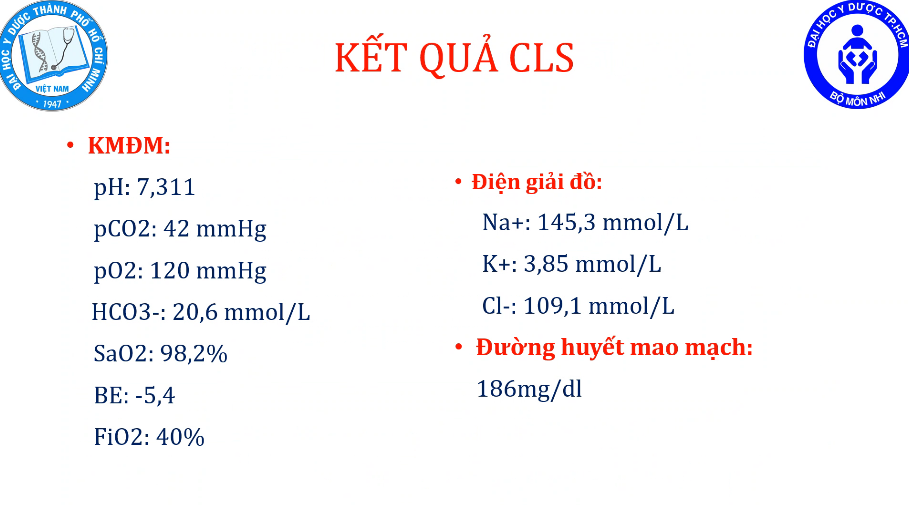 ĐẠI HỌC Y DƯỢC THÀNH PHỐ HỒ CHÍ MINH
VIỆT NAM
1947
KẾT QUẢ CLS
ĐẠI HỌC Y DƯỢC TP.HCM
BỘ MÔN NHI
• KMĐM:
pH: 7,311
pCO2: 42 mmHg
pO2: 120 mmHg
HCO3-: 20,6 mmol/L
SaO2: 98,2%
BE: -5,4
FiO2: 40%
• Điện giải đồ:
Na+: 145,3 mmol/L
K+: 3,85 mmol/L
Cl-: 109,1 mmol/L
• Đường huyết mao mạch:
186mg/dl